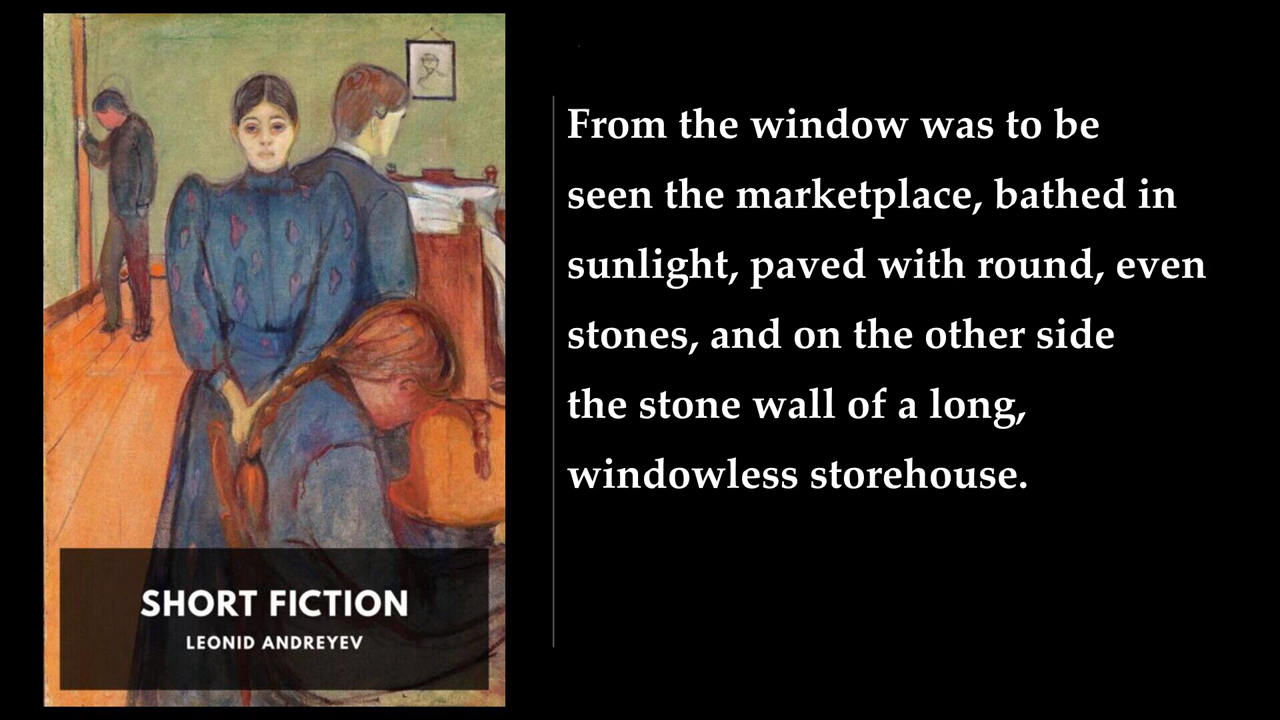 SHORT FICTION
LEONID ANDREYEV
From the window was to be
seen the marketplace, bathed in
sunlight, paved with round, even
stones, and on the other side
the stone wall of a long,
windowless storehouse.